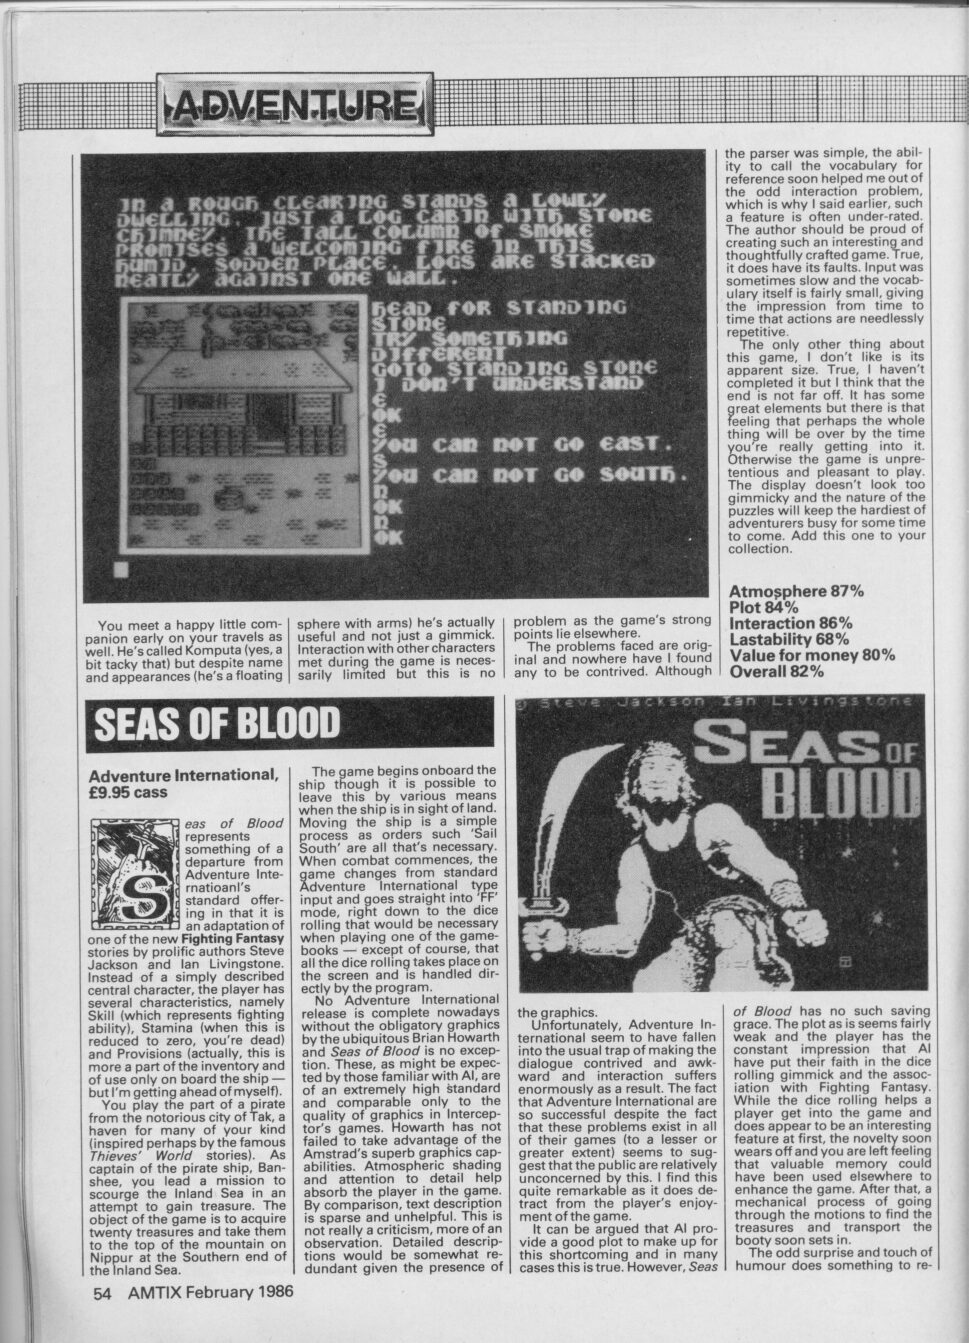 ADVENTURE
In a rough clearing stands a lowly
dwelling, just a log cabin with stone
chimney. The tall column of smoke
promises a welcoming fire in this
humid, sodden place. Logs are stacked
neatly against one wall.
head for standing
stone
Try something
different
goto standing stone
I don't understand
e
OK
e
You can not go east.
s
You can not go south.
n
OK
n
OK
You meet a happy little com-
panion early on your travels as
well. He's called Komputa (yes, a
bit tacky that) but despite name
and appearances (he's a floating
sphere with arms) he's actually
useful and not just a gimmick.
Interaction with other characters
met during the game is neces-
sarily limited but this is no
problem as the game's strong
points lie elsewhere.
The problems faced are orig-
inal and nowhere have I found
any to be contrived. Although
the parser was simple, the abil-
ity to call the vocabulary for
reference soon helped me out of
the odd interaction problem,
which is why I said earlier, such
a feature is often under-rated.
The author should be proud of
creating such an interesting and
thoughtfully crafted game. True,
it does have its faults. Input was
sometimes slow and the vocab-
ulary itself is fairly small, giving
the impression from time to
time that actions are needlessly
repetitive.
The only other thing about
this game, I don't like is its
apparent size. True, I haven't
completed it but I think that the
end is not far off. It has some
great elements but there is that
feeling that perhaps the whole
thing will be over by the time
you're really getting into it.
Otherwise the game is unpre-
tentious and pleasant to play.
The display doesn't look too
gimmicky and the nature of the
puzzles will keep the hardiest of
adventurers busy for some time
to come. Add this one to your
collection.
Atmosphere 87%
Plot 84%
Interaction 86%
Lastability 68%
Value for money 80%
Overall 82%
SEAS OF BLOOD
Adventure International,
£9.95 cass
S
eas of Blood
represents
something of a
departure from
Adventure Inte-
rnatioanl's
standard offer-
ing in that it is
an adaptation of
one of the new Fighting Fantasy
stories by prolific authors Steve
Jackson and Ian Livingstone.
Instead of a simply described
central character, the player has
several characteristics, namely
Skill (which represents fighting
ability), Stamina (when this is
reduced to zero, you're dead)
and Provisions (actually, this is
more a part of the inventory and
of use only on board the ship —
but I'm getting ahead of myself).
You play the part of a pirate
from the notorious city of Tak, a
haven for many of your kind
(inspired perhaps by the famous
Thieves' World stories). As
captain of the pirate ship, Ban-
shee, you lead a mission to
scourge the Inland Sea in an
attempt to gain treasure. The
object of the game is to acquire
twenty treasures and take them
to the top of the mountain on
Nippur at the Southern end of
the Inland Sea.
The game begins onboard the
ship though it is possible to
leave this by various means
when the ship is in sight of land.
Moving the ship is a simple
process as orders such 'Sail
South' are all that's necessary.
When combat commences, the
game changes from standard
Adventure International type
input and goes straight into 'FF'
mode, right down to the dice
rolling that would be necessary
when playing one of the game-
books — except of course, that
all the dice rolling takes place on
the screen and is handled dir-
ectly by the program.
No Adventure International
release is complete nowadays
without the obligatory graphics
by the ubiquitous Brian Howarth
and Seas of Blood is no excep-
tion. These, as might be expec-
ted by those familiar with AI, are
of an extremely high standard
and comparable only to the
quality of graphics in Intercep-
tor's games. Howarth has not
failed to take advantage of the
Amstrad's superb graphics cap-
abilities. Atmospheric shading
and attention to detail help
absorb the player in the game.
By comparison, text description
is sparse and unhelpful. This is
not really a criticism, more of an
observation. Detailed descrip-
tions would be somewhat re-
dundant given the presence of
Steve Jackson Ian Livingstone
SEAS OF
BLOOD
the graphics.
Unfortunately, Adventure In-
ternational seem to have fallen
into the usual trap of making the
dialogue contrived and awk-
ward and interaction suffers
enormously as a result. The fact
that Adventure International are
so successful despite the fact
that these problems exist in all
of their games (to a lesser or
greater extent) seems to sug-
gest that the public are relatively
unconcerned by this. I find this
quite remarkable as it does de-
tract from the player's enjoy-
ment of the game.
It can be argued that AI pro-
vide a good plot to make up for
this shortcoming and in many
cases this is true. However, Seas
of Blood has no such saving
grace. The plot as is seems fairly
weak and the player has the
constant impression that AI
have put their faith in the dice
rolling gimmick and the assoc-
iation with Fighting Fantasy.
While the dice rolling helps a
player get into the game and
does appear to be an interesting
feature at first, the novelty soon
wears off and you are left feeling
that valuable memory could
have been used elsewhere to
enhance the game. After that, a
mechanical process of going
through the motions to find the
treasures and transport the
booty soon sets in.
The odd surprise and touch of
humour does something to re-
54 AMTIX February 1986